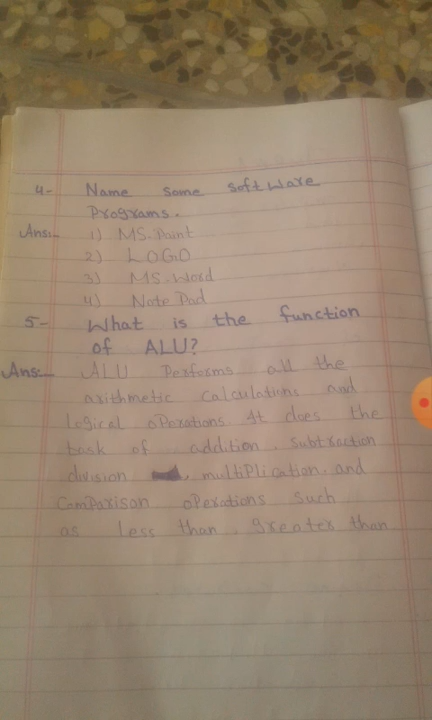 4- Name some software
Programs.
Ans:- 1) MS-Paint
2) LOGO
3) MS-Word
4) Note Pad
5- What is the function
of ALU?
Ans:- ALU Performs all the
arithmetic calculations and
logical oPerations. It does the
task of addition, subtraction
division , multiPlication, and
ComParison oPerations such
as less than, greater than